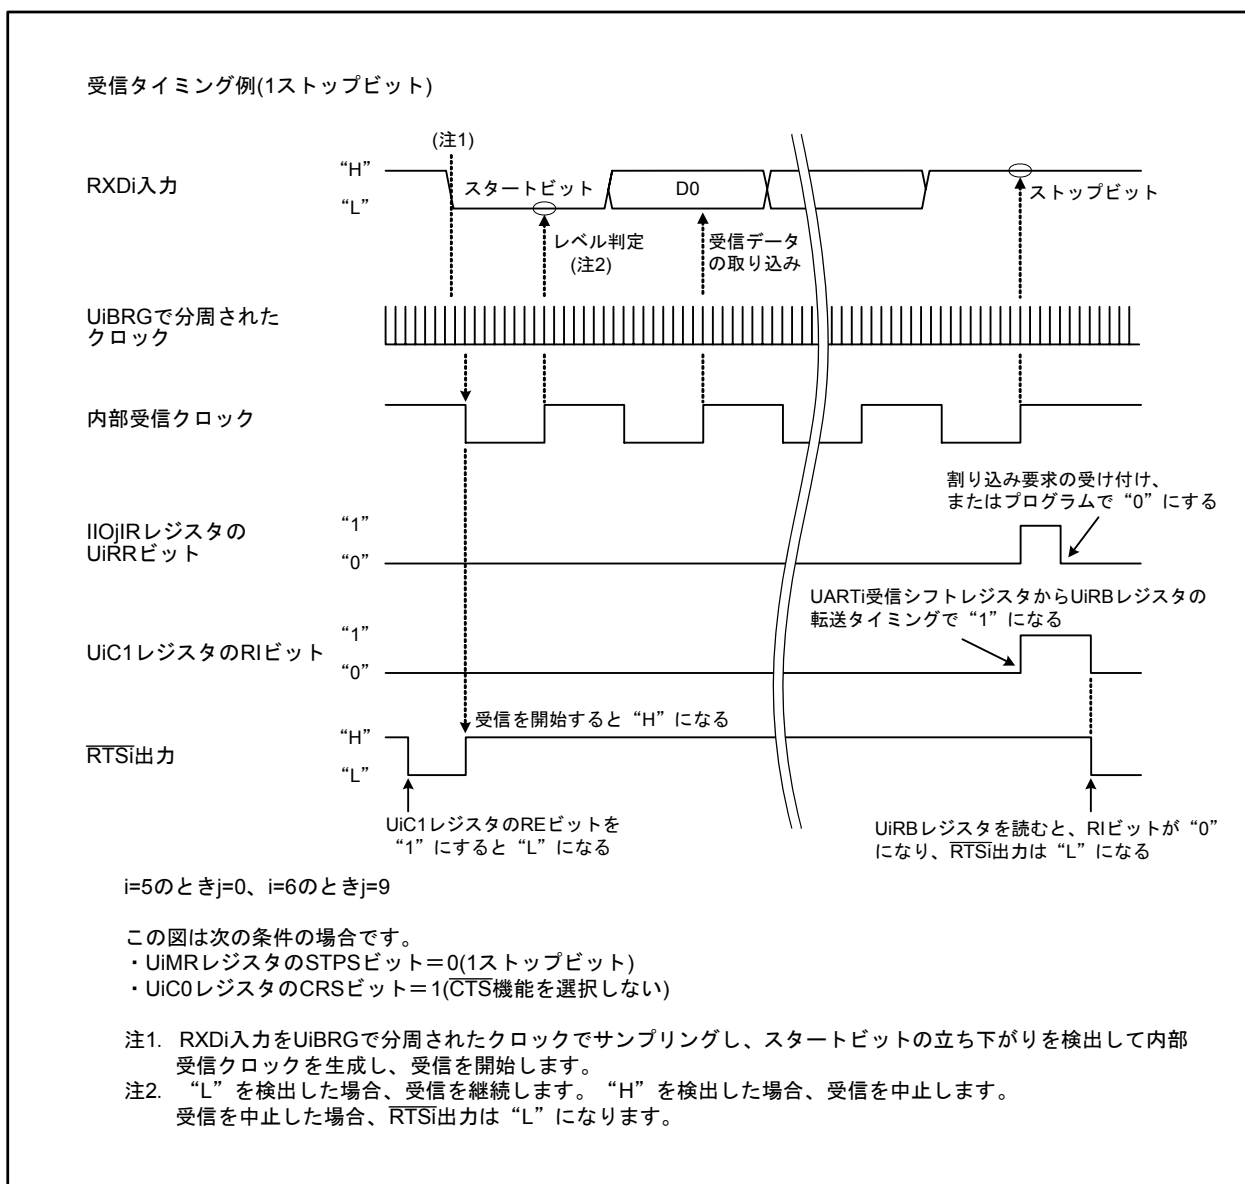 受信タイミング例(1ストップビット)
(注1)
RXDi入力
“H”
“L”
スタートビット
D0
ストップビット
レベル判定
(注2)
受信データ
の取り込み
UiBRGで分周された
クロック
内部受信クロック
割り込み要求の受け付け、
またはプログラムで“0”にする
IIOjIRレジスタの
UiRRビット
“1”
“0”
UARTi受信シフトレジスタからUiRBレジスタの
転送タイミングで“1”になる
UiC1レジスタのRIビット
“1”
“0”
受信を開始すると“H”になる
RTSi出力
“H”
“L”
UiC1レジスタのREビットを
“1”にすると“L”になる
UiRBレジスタを読むと、RIビットが“0”
になり、RTSi出力は“L”になる
i=5のときj=0、i=6のときj=9
この図は次の条件の場合です。
・UiMRレジスタのSTPSビット=0(1ストップビット)
・UiC0レジスタのCRSビット=1(CTS機能を選択しない)
注1. RXDi入力をUiBRGで分周されたクロックでサンプリングし、スタートビットの立ち下がりを検出して内部
受信クロックを生成し、受信を開始します。
注2. “L”を検出した場合、受信を継続します。“H”を検出した場合、受信を中止します。
受信を中止した場合、RTSi出力は“L”になります。